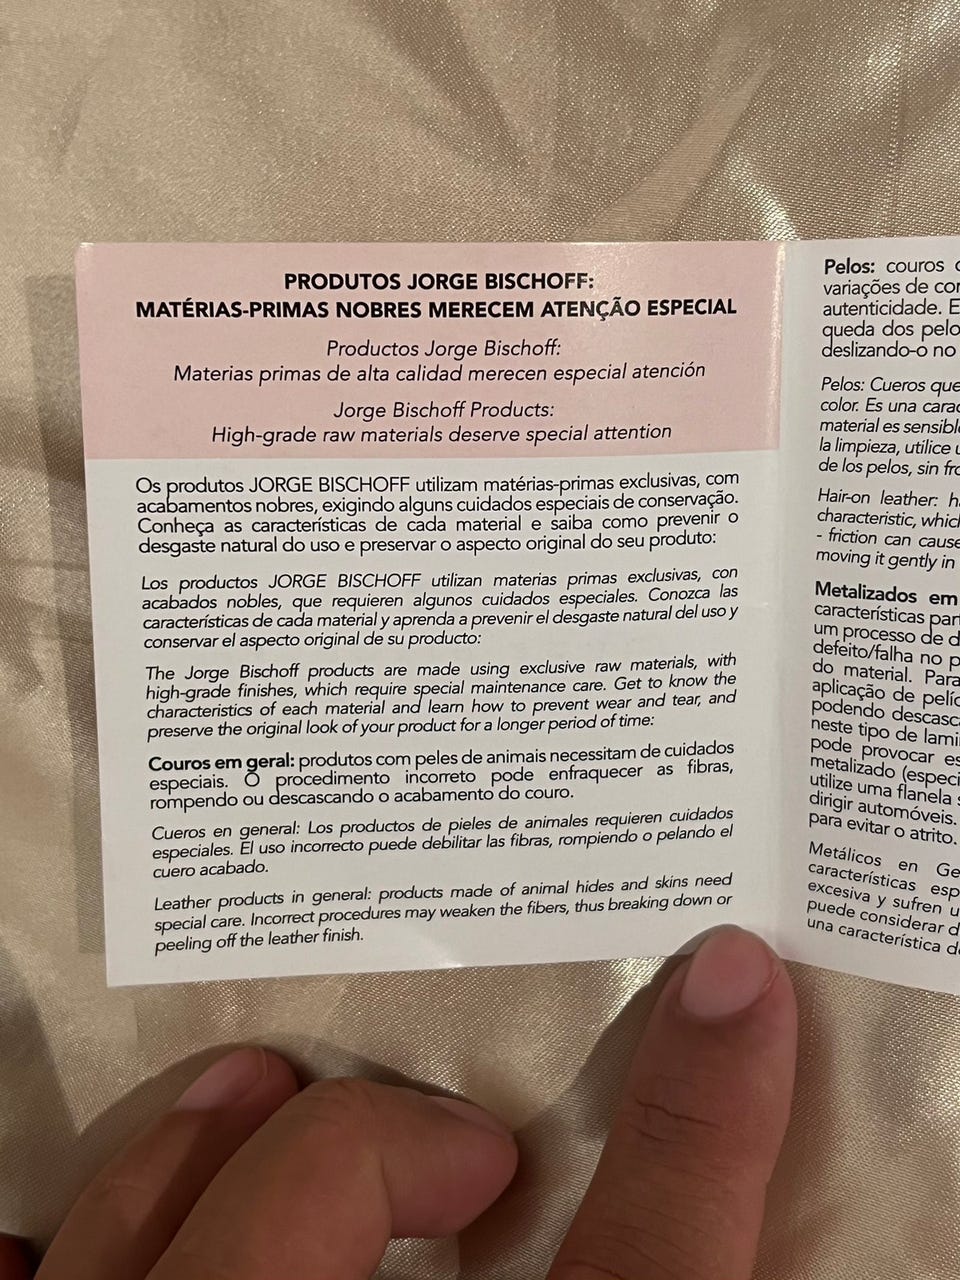 PRODUTOS JORGE BISCHOFF:
MATÉRIAS-PRIMAS NOBRES MERECEM ATENÇÃO ESPECIAL
Productos Jorge Bischoff:
Materias primas de alta calidad merecen especial atención
Jorge Bischoff Products:
High-grade raw materials deserve special attention
Os produtos JORGE BISCHOFF utilizam matérias-primas exclusivas, com
acabamentos nobres, exigindo alguns cuidados especiais de conservação.
Conheça as características de cada material e saiba como prevenir o
desgaste natural do uso e preservar o aspecto original do seu produto:
Los productos JORGE BISCHOFF utilizan materias primas exclusivas, con
acabados nobles, que requieren algunos cuidados especiales. Conozca las
características de cada material y aprenda a prevenir el desgaste natural del uso y
conservar el aspecto original de su producto:
The Jorge Bischoff products are made using exclusive raw materials, with
high-grade finishes, which require special maintenance care. Get to know the
characteristics of each material and learn how to prevent wear and tear, and
preserve the original look of your product for a longer period of time:
Couros em geral: produtos com peles de animais necessitam de cuidados
especiais. O procedimento incorreto pode enfraquecer as fibras,
rompendo ou descascando o acabamento do couro.
Cueros en general: Los productos de pieles de animales requieren cuidados
especiales. El uso incorrecto puede debilitar las fibras, rompiendo o pelando el
cuero acabado.
Leather products in general: products made of animal hides and skins need
special care. Incorrect procedures may weaken the fibers, thus breaking down or
peeling off the leather finish.
Pelos: couros
variações de
autenticidade. E
queda dos
deslizando-o no
Pelos: Cueros que
color. Es una
material es
la limpieza, utilice
de los pelos, sin
Hair-on leather:
characteristic,
- friction can cause
moving it gently in
Metalizados em
características
um processo de
defeito/falha no
do material. Para
aplicação de
podendo
neste tipo de
pode provocar
metalizado
utilize uma flanela
dirigir automóveis.
para evitar o atrito.
Metálicos en
características
excesiva y sufren
puede considerar
una característica